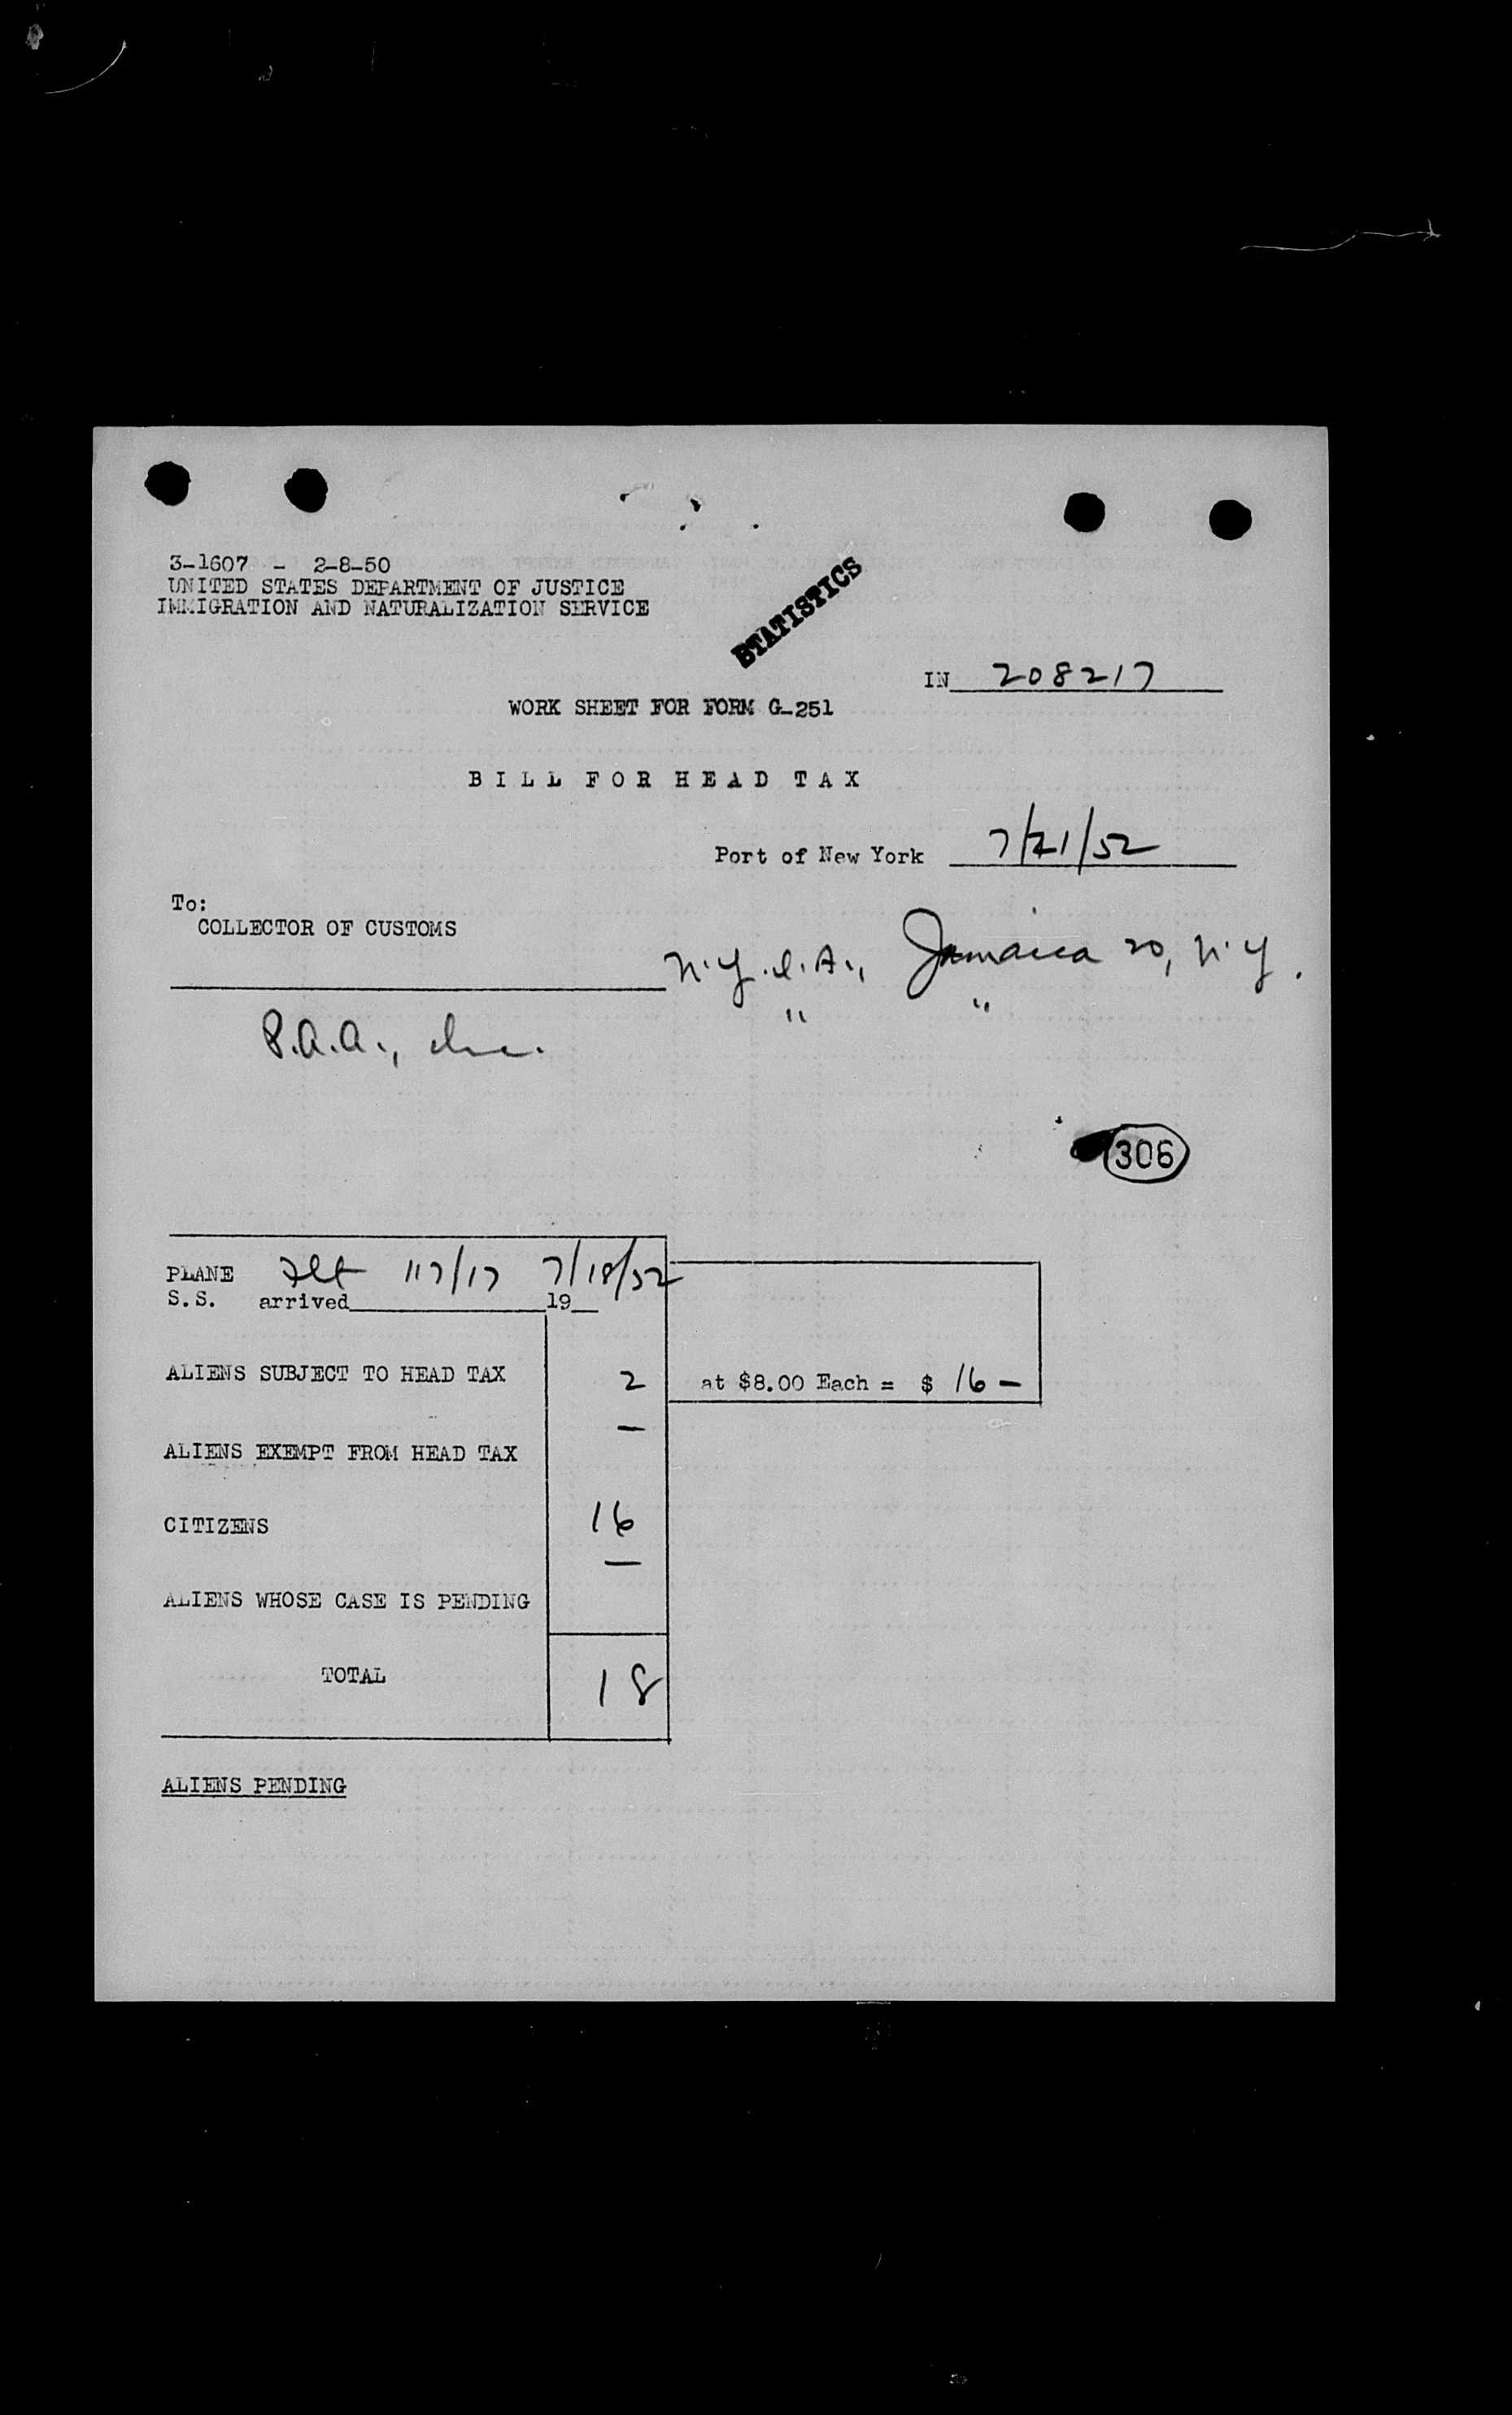 3-1607 - 2-8-50
UNITED STATES DEPARTMENT OF JUSTICE
IMMIGRATION AND NATURALIZATION SERVICE
STATISTICS
IN 208217
WORK SHEET FOR FORM G-251
BILL FOR HEAD TAX
Port of New York 7/21/52
To:
COLLECTOR OF CUSTOMS
N.Y.I.A., Jamaica 20, N.Y.
" "
P.A.A., Inc.
306
PLANE Flt 117/17 7/18/52
S.S. arrived 19
ALIENS SUBJECT TO HEAD TAX 2 at $8.00 Each = $ 16 —
ALIENS EXEMPT FROM HEAD TAX —
CITIZENS 16
ALIENS WHOSE CASE IS PENDING —
TOTAL 18
ALIENS PENDING